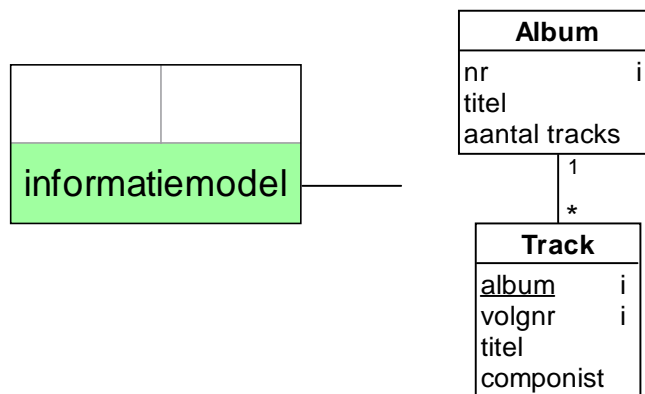 informatiemodel
Album
nr i
titel
aantal tracks
1
*
Track
album i
volgnr i
titel
componist